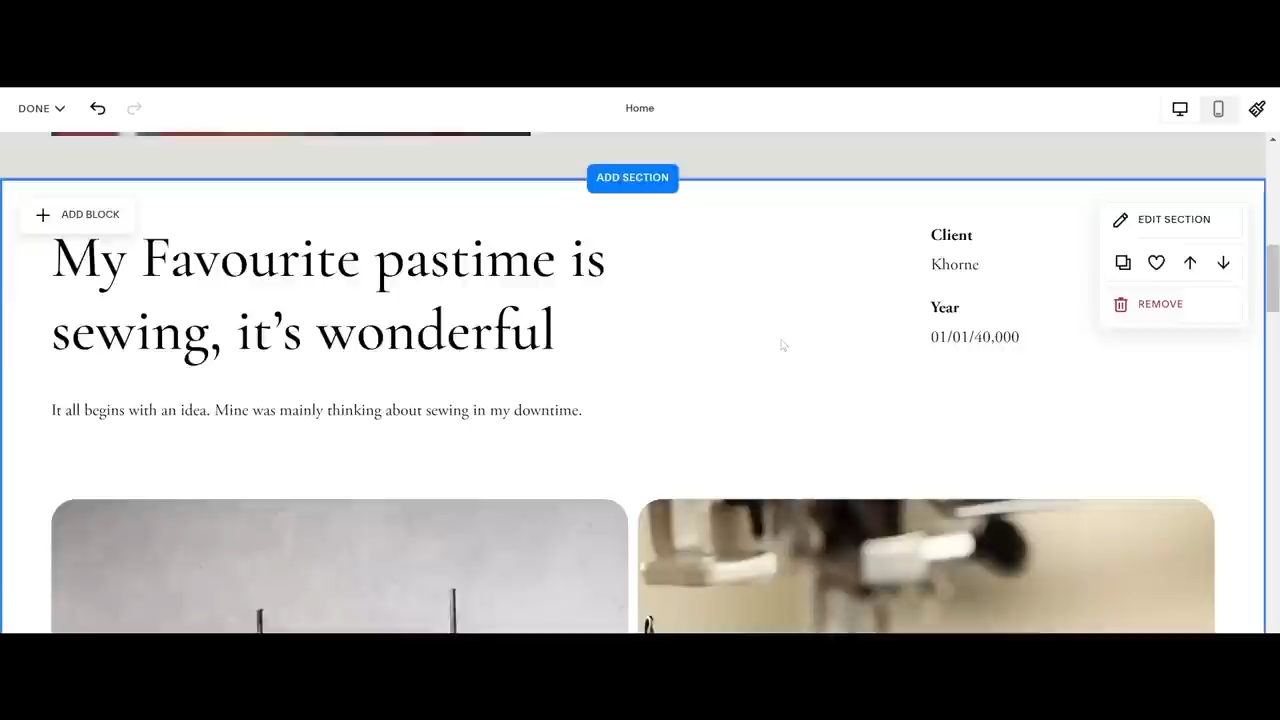 DONE
Home
ADD SECTION
ADD BLOCK
EDIT SECTION
REMOVE
My Favourite pastime is
sewing, it’s wonderful
It all begins with an idea. Mine was mainly thinking about sewing in my downtime.
Client
Khorne
Year
01/01/40,000